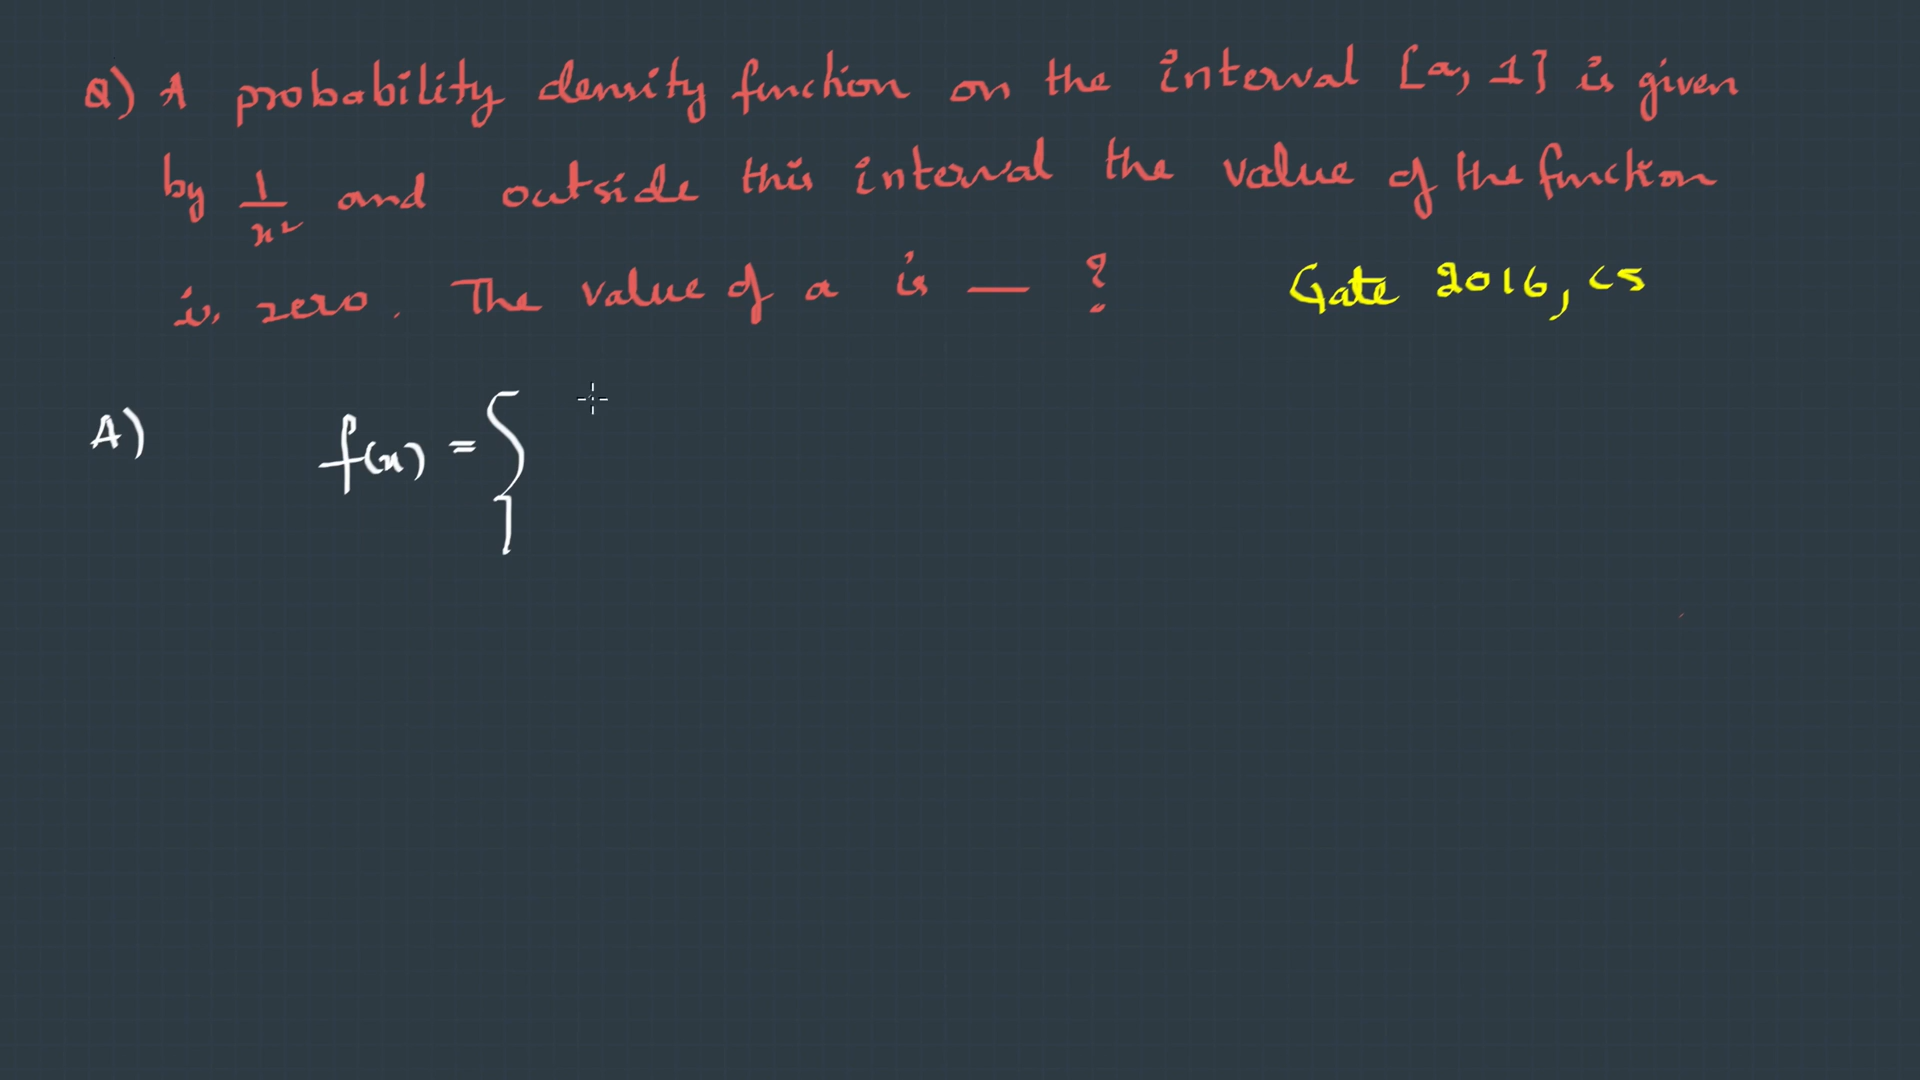 Q) A probability density function on the interval [a, 1] is given
by 1/x² and outside this interval the value of the function
is zero. The value of a is — ?
Gate 2016, CS
A) f(x) = {